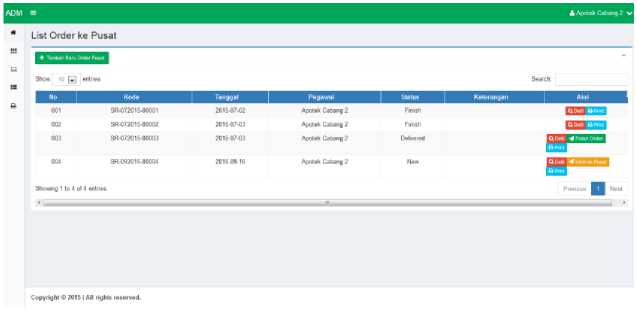 ADM Apotek Cabang 2
List Order ke Pusat
+ Tambah Baru Order Pusat
Show 10 entries Search:
No Kode Tanggal Pegawai Status Keterangan Aksi
001 SR-072015-00001 2015-07-02 Apotek Cabang 2 Finish Detil Print
002 SR-072015-00002 2015-07-03 Apotek Cabang 2 Finish Detil Print
003 SR-072015-00003 2015-07-03 Apotek Cabang 2 Delivered Detil Finish Order
Print
004 SR-092015-00004 2015-09-16 Apotek Cabang 2 New Detil
Print
Showing 1 to 4 of 4 entries
Previous 1 Next
Copyright © 2015 / All rights reserved.